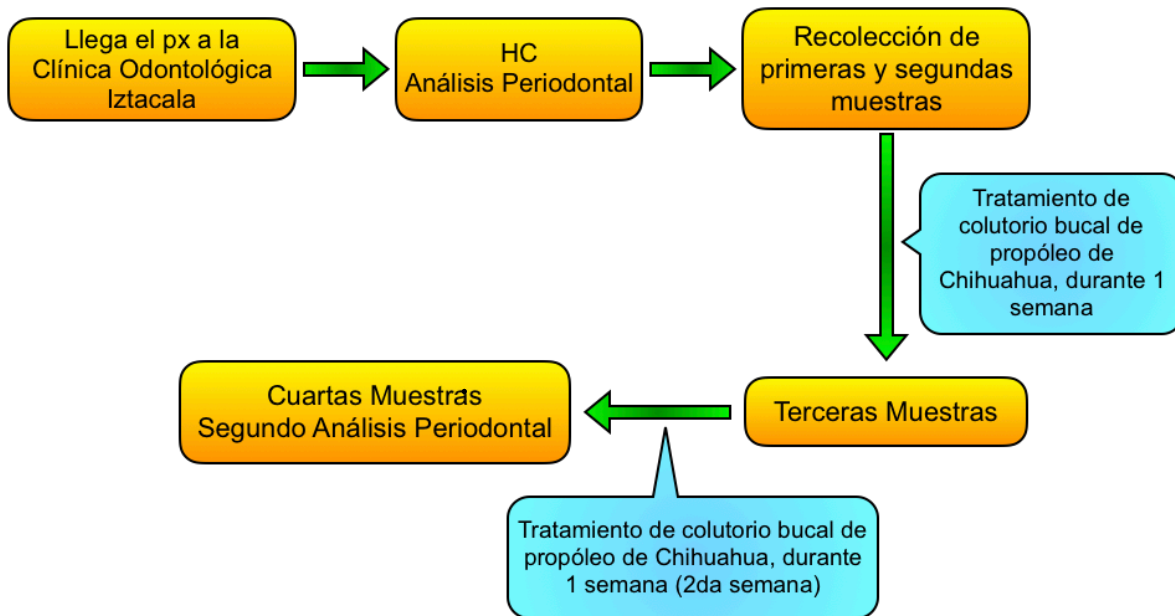 Llega el px a la
Clínica Odontológica
Iztacala
HC
Análisis Periodontal
Recolección de
primeras y segundas
muestras
Tratamiento de
colutorio bucal de
propóleo de
Chihuahua, durante 1
semana
Terceras Muestras
Cuartas Muestras
Segundo Análisis Periodontal
Tratamiento de colutorio bucal de
propóleo de Chihuahua, durante
1 semana (2da semana)